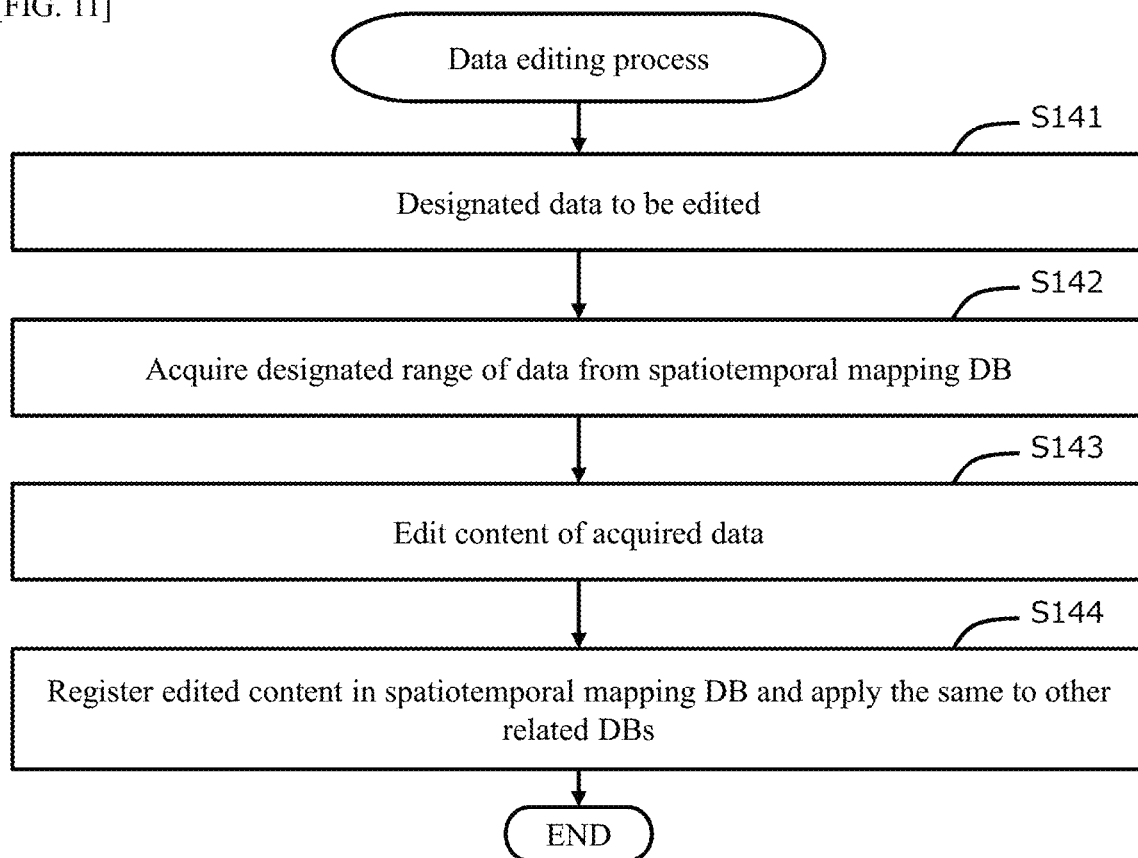 [FIG. 11]
Data editing process
S141
Designated data to be edited
S142
Acquire designated range of data from spatiotemporal mapping DB
S143
Edit content of acquired data
S144
Register edited content in spatiotemporal mapping DB and apply the same to other
related DBs
END